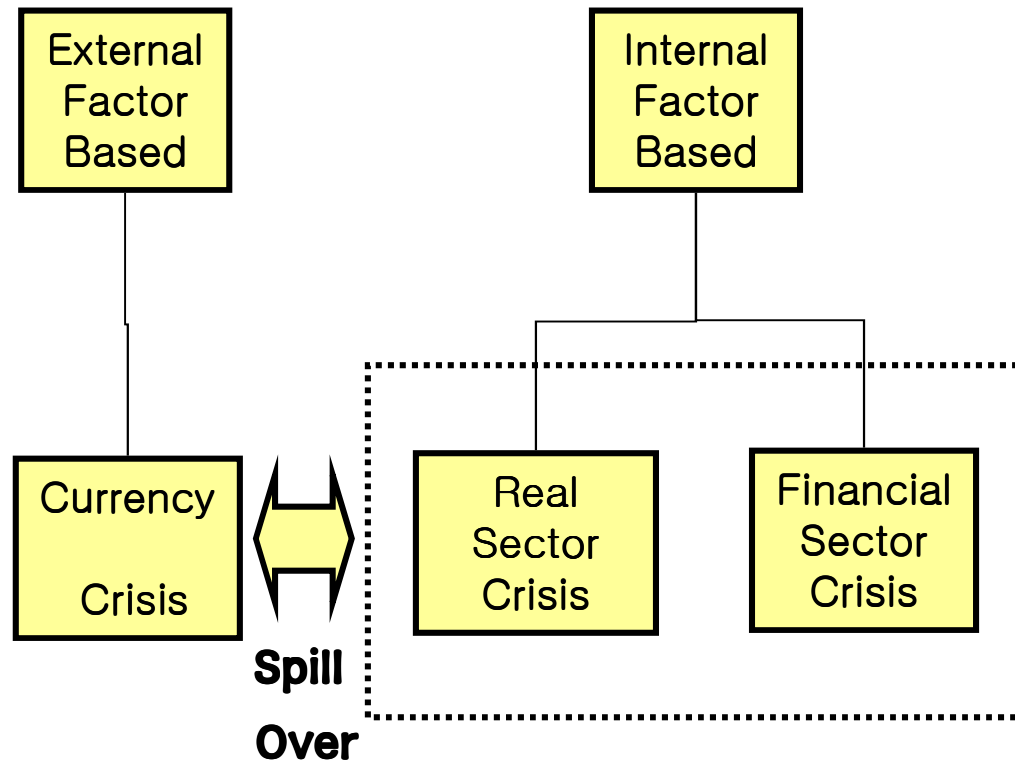 External
Factor
Based
Internal
Factor
Based
Currency
Crisis
Real
Sector
Crisis
Financial
Sector
Crisis
Spill
Over